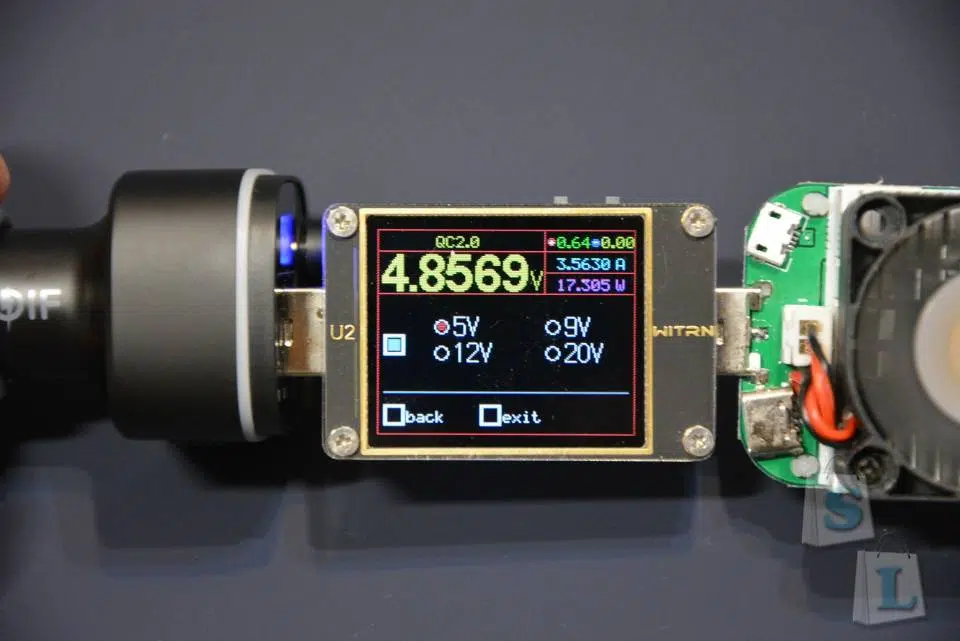 QC2.0
+0.64-0.00
4.8569V
3.5630 A
17.305 W
5V
9V
12V
20V
back
exit
U2
WITRN
S
L